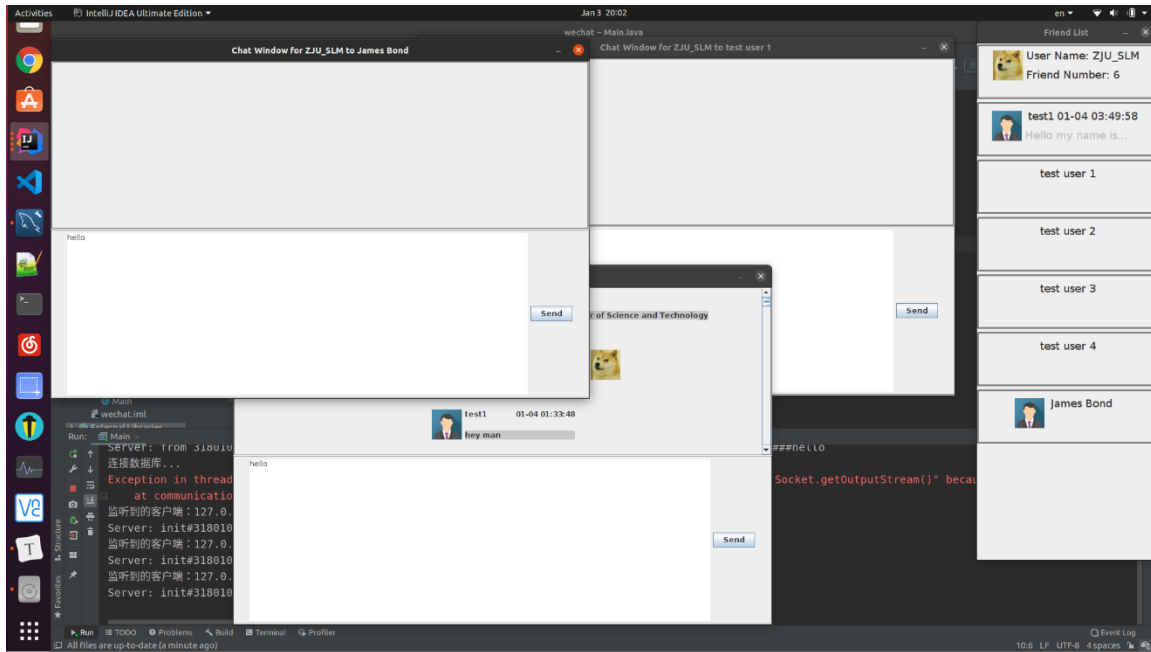 Activities
IntelliJ IDEA Ultimate Edition
Jan 3 20:02
en
wechat – Main.java
Chat Window for ZJU_SLM to James Bond
Chat Window for ZJU_SLM to test user 1
Friend List
User Name: ZJU_SLM
Friend Number: 6
test1 01-04 03:49:58
Hello my name is...
test user 1
test user 2
test user 3
test user 4
James Bond
hello
Send
Send
r of Science and Technology
test1 01-04 01:33:48
hey man
hello
Send
Main
wechat.iml
External Libraries
Run: Main
Server: from 318010
###hello
连接数据库...
Exception in thread
Socket.getOutputStream()" becau
at communicatio
监听到的客户端：127.0.
Server: init#318010
监听到的客户端：127.0.
Server: init#318010
监听到的客户端：127.0.
Server: init#318010
Structure
Favorites
Run
TODO
Problems
Build
Terminal
Profiler
Event Log
All files are up-to-date (a minute ago)
10:6 LF UTF-8 4 spaces